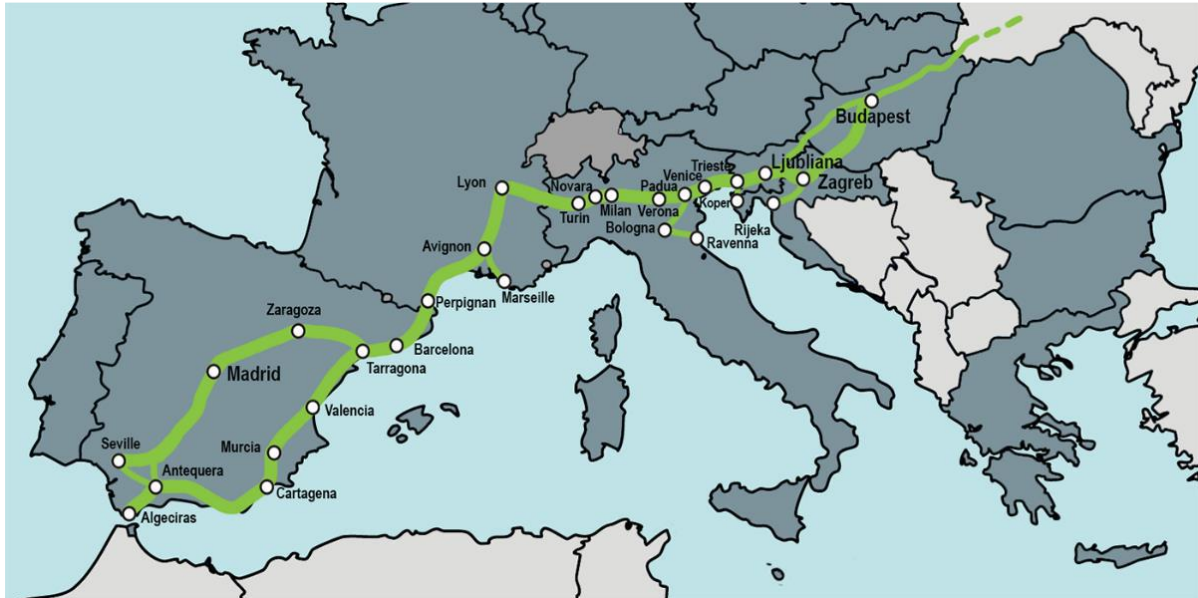 Budapest
Trieste
Ljubliana
Venice
Padua
Zagreb
Novara
Lyon
Milan
Verona
Koper
Turin
Bologna
Rijeka
Ravenna
Avignon
Marseille
Perpignan
Zaragoza
Barcelona
Tarragona
Madrid
Valencia
Seville
Murcia
Antequera
Cartagena
Algeciras